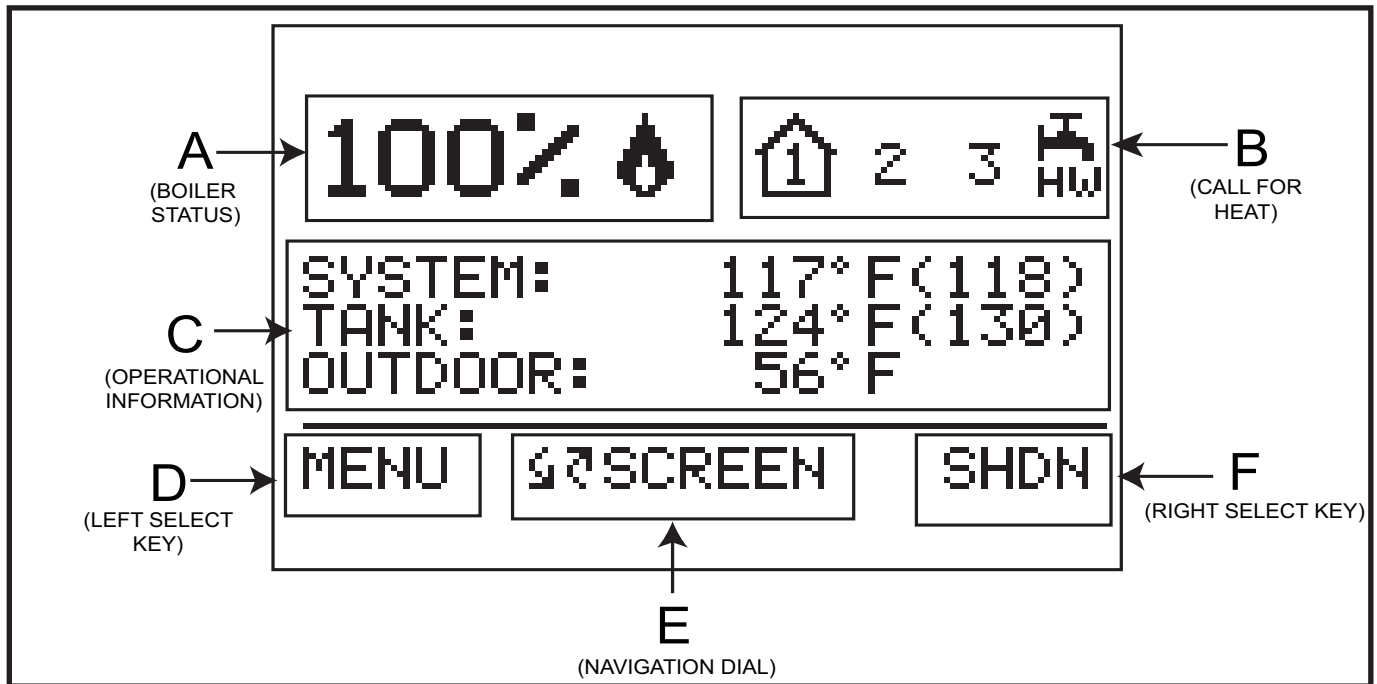 100%
1 2 3 HW
A
(BOILER
STATUS)
B
(CALL FOR
HEAT)
SYSTEM: 117°F(118)
TANK: 124°F(130)
OUTDOOR: 56°F
C
(OPERATIONAL
INFORMATION)
MENU SCREEN SHDN
D
(LEFT SELECT
KEY)
F
(RIGHT SELECT KEY)
E
(NAVIGATION DIAL)